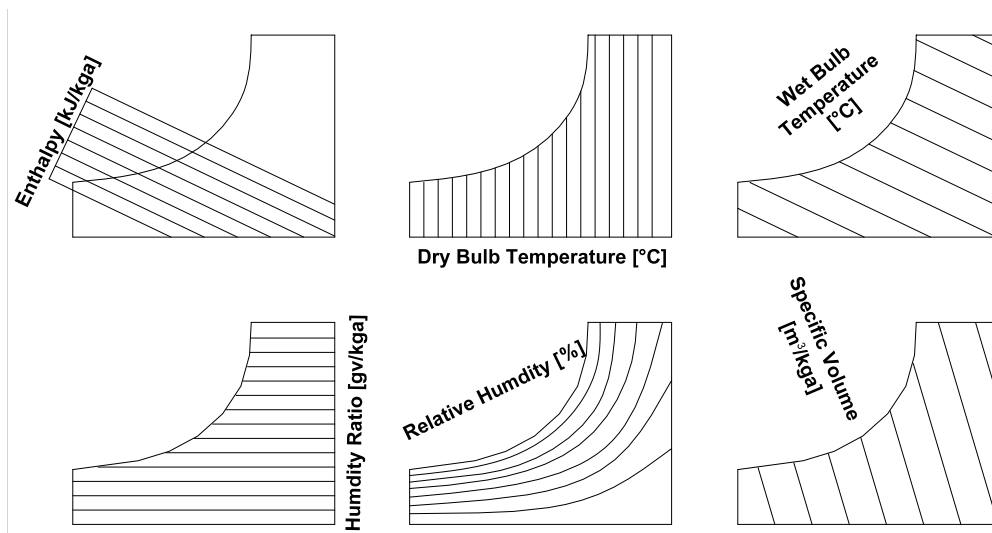 Enthalpy [kJ/kga]
Dry Bulb Temperature [°C]
Wet Bulb
Temperature
[°C]
Humdity Ratio [gv/kga]
Relative Humdity [%]
Specific Volume
[m³/kga]